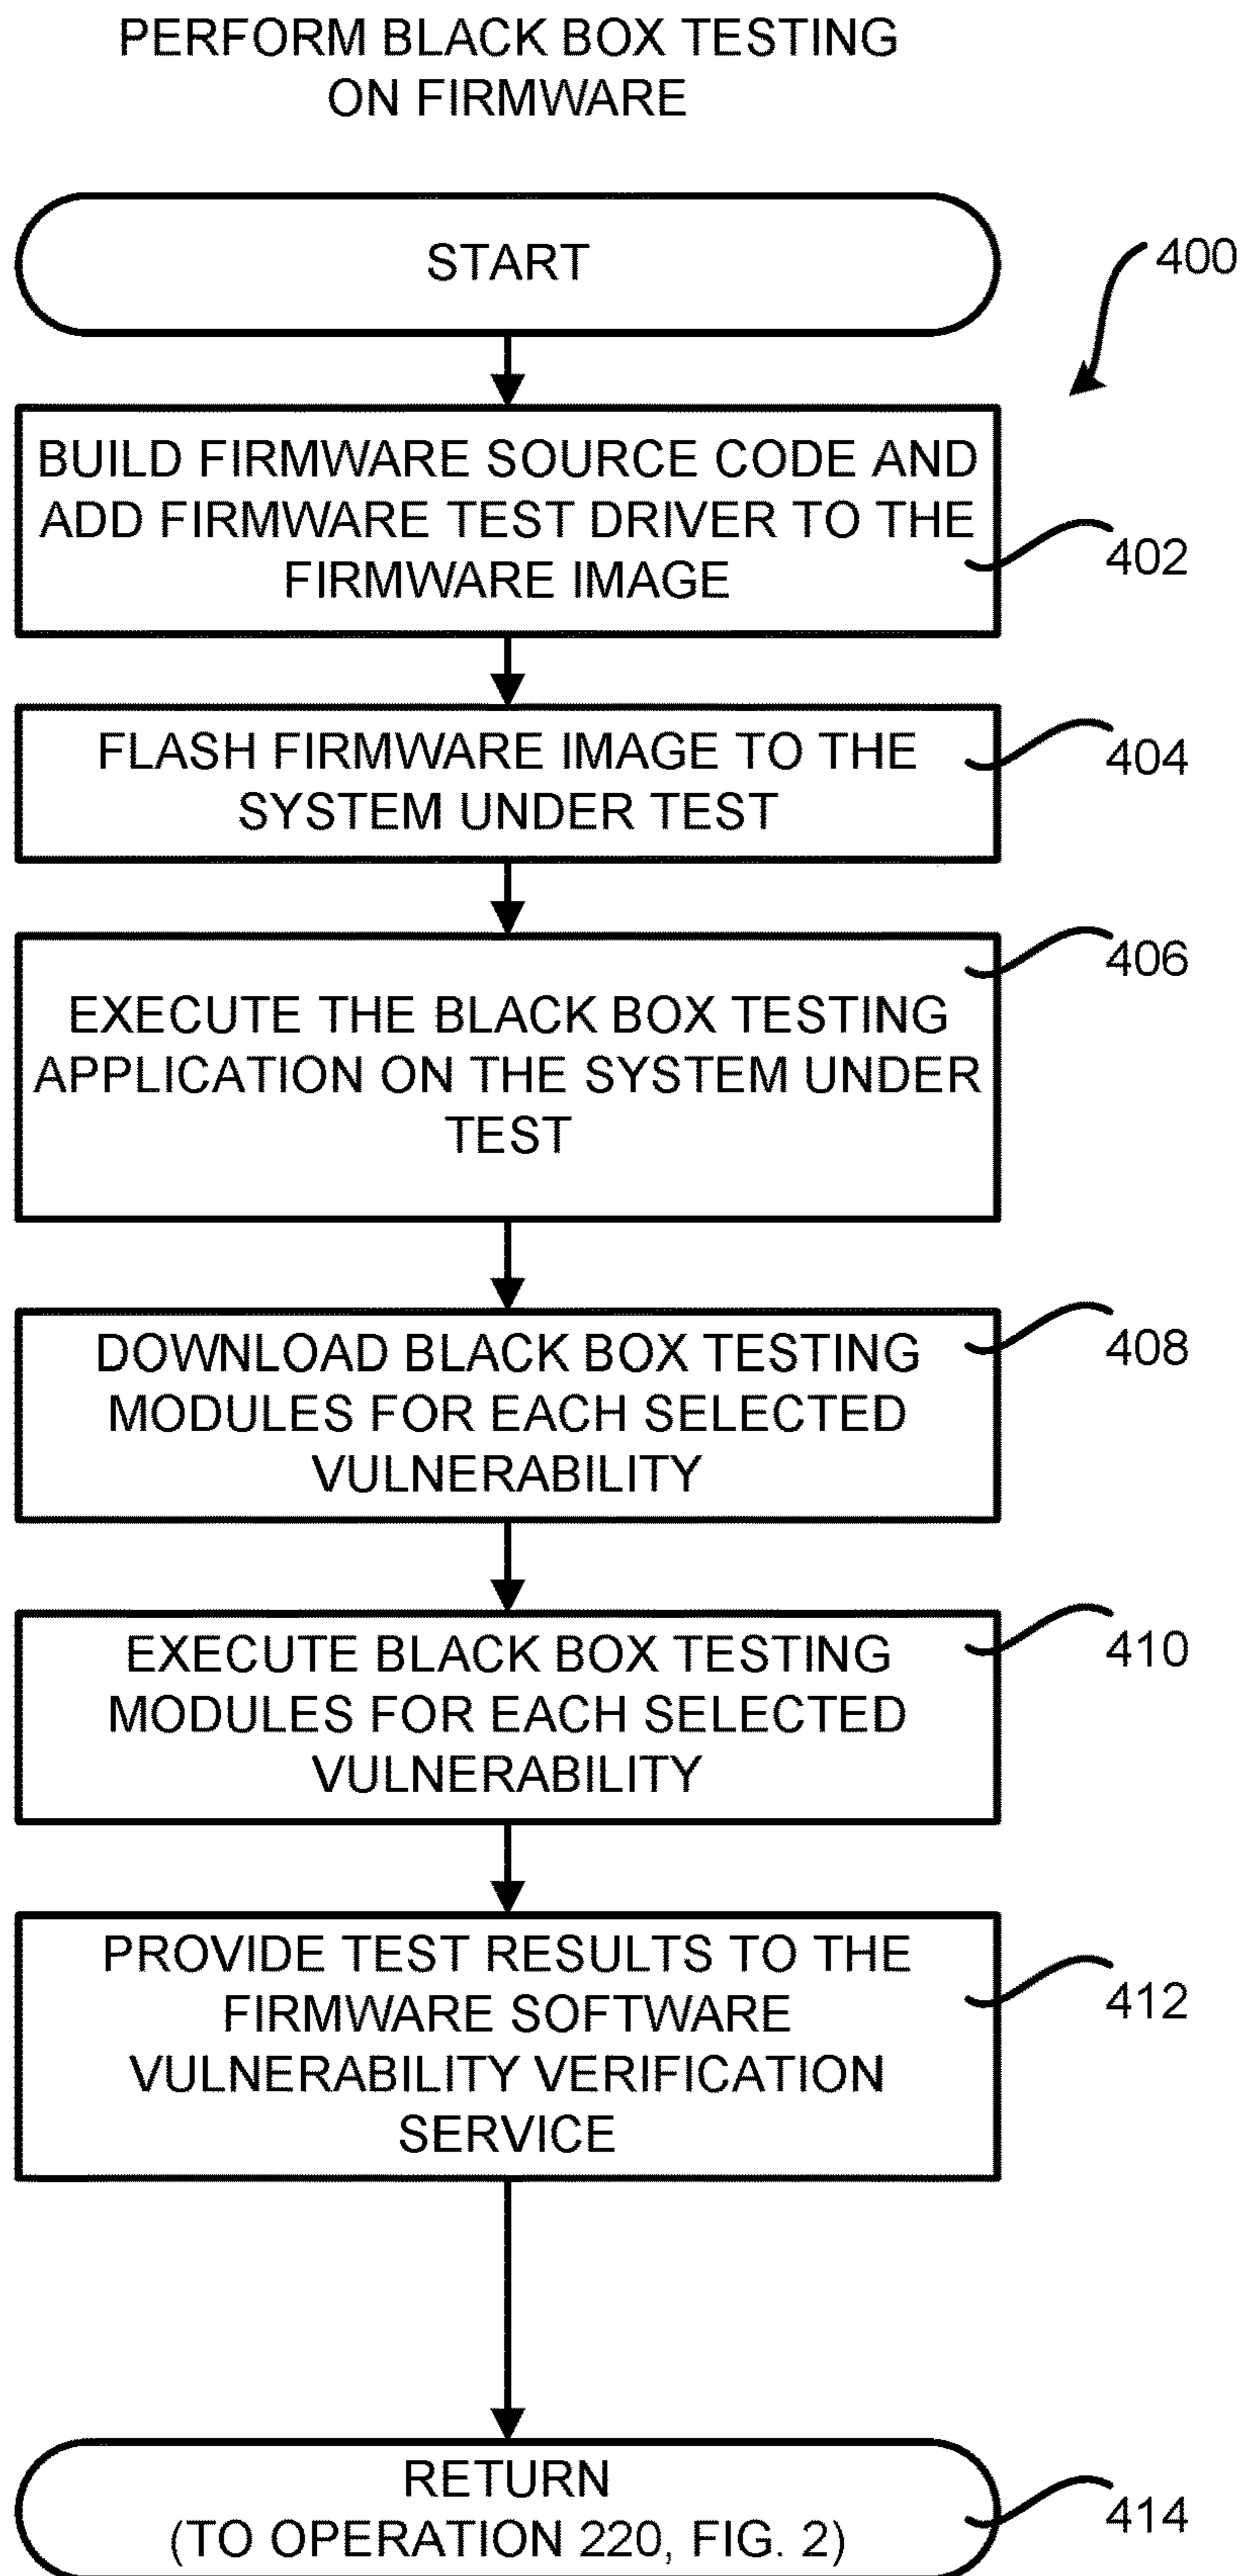 PERFORM BLACK BOX TESTING
ON FIRMWARE
START
400
BUILD FIRMWARE SOURCE CODE AND
ADD FIRMWARE TEST DRIVER TO THE
FIRMWARE IMAGE
402
FLASH FIRMWARE IMAGE TO THE
SYSTEM UNDER TEST
404
406
EXECUTE THE BLACK BOX TESTING
APPLICATION ON THE SYSTEM UNDER
TEST
DOWNLOAD BLACK BOX TESTING
MODULES FOR EACH SELECTED
VULNERABILITY
408
EXECUTE BLACK BOX TESTING
MODULES FOR EACH SELECTED
VULNERABILITY
410
PROVIDE TEST RESULTS TO THE
FIRMWARE SOFTWARE
VULNERABILITY VERIFICATION
SERVICE
412
RETURN
(TO OPERATION 220, FIG. 2)
414